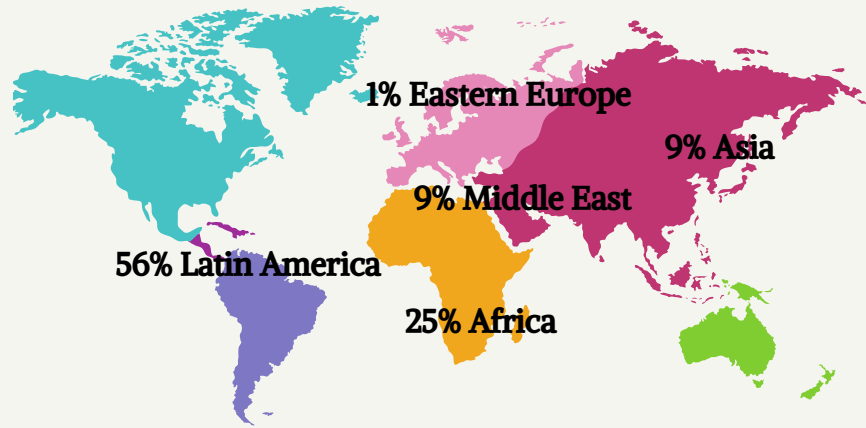 1% Eastern Europe
9% Asia
9% Middle East
56% Latin America
25% Africa